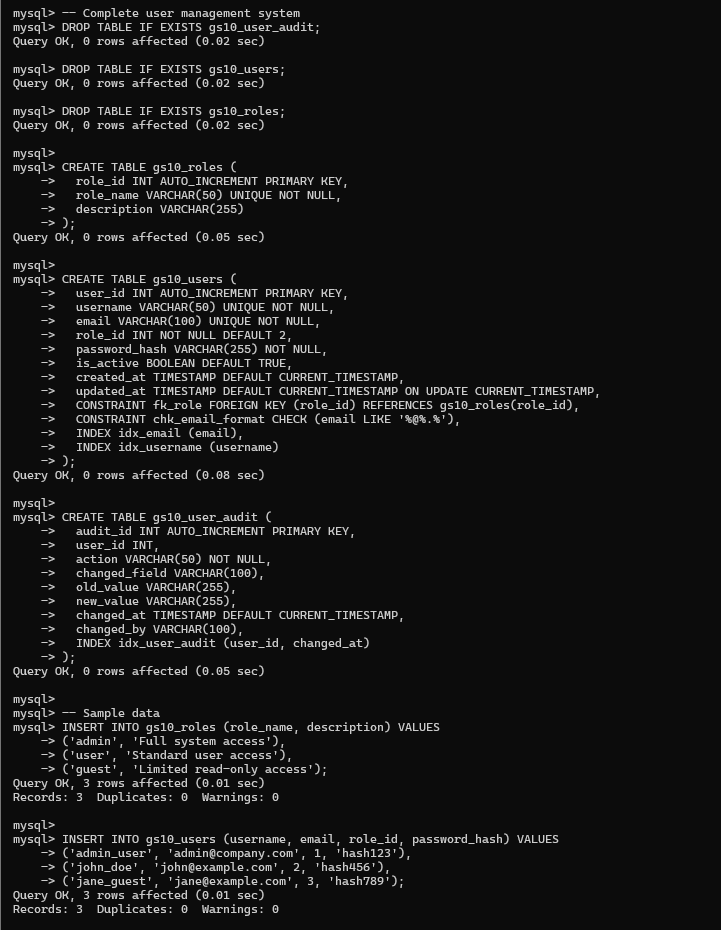 mysql> -- Complete user management system
mysql> DROP TABLE IF EXISTS gs10_user_audit;
Query OK, 0 rows affected (0.02 sec)
mysql> DROP TABLE IF EXISTS gs10_users;
Query OK, 0 rows affected (0.02 sec)
mysql> DROP TABLE IF EXISTS gs10_roles;
Query OK, 0 rows affected (0.02 sec)
mysql>
mysql> CREATE TABLE gs10_roles (
    ->   role_id INT AUTO_INCREMENT PRIMARY KEY,
    ->   role_name VARCHAR(50) UNIQUE NOT NULL,
    ->   description VARCHAR(255)
    -> );
Query OK, 0 rows affected (0.05 sec)
mysql>
mysql> CREATE TABLE gs10_users (
    ->   user_id INT AUTO_INCREMENT PRIMARY KEY,
    ->   username VARCHAR(50) UNIQUE NOT NULL,
    ->   email VARCHAR(100) UNIQUE NOT NULL,
    ->   role_id INT NOT NULL DEFAULT 2,
    ->   password_hash VARCHAR(255) NOT NULL,
    ->   is_active BOOLEAN DEFAULT TRUE,
    ->   created_at TIMESTAMP DEFAULT CURRENT_TIMESTAMP,
    ->   updated_at TIMESTAMP DEFAULT CURRENT_TIMESTAMP ON UPDATE CURRENT_TIMESTAMP,
    ->   CONSTRAINT fk_role FOREIGN KEY (role_id) REFERENCES gs10_roles(role_id),
    ->   CONSTRAINT chk_email_format CHECK (email LIKE '%@%.%'),
    ->   INDEX idx_email (email),
    ->   INDEX idx_username (username)
    -> );
Query OK, 0 rows affected (0.08 sec)
mysql>
mysql> CREATE TABLE gs10_user_audit (
    ->   audit_id INT AUTO_INCREMENT PRIMARY KEY,
    ->   user_id INT,
    ->   action VARCHAR(50) NOT NULL,
    ->   changed_field VARCHAR(100),
    ->   old_value VARCHAR(255),
    ->   new_value VARCHAR(255),
    ->   changed_at TIMESTAMP DEFAULT CURRENT_TIMESTAMP,
    ->   changed_by VARCHAR(100),
    ->   INDEX idx_user_audit (user_id, changed_at)
    -> );
Query OK, 0 rows affected (0.05 sec)
mysql>
mysql> -- Sample data
mysql> INSERT INTO gs10_roles (role_name, description) VALUES
    -> ('admin', 'Full system access'),
    -> ('user', 'Standard user access'),
    -> ('guest', 'Limited read-only access');
Query OK, 3 rows affected (0.01 sec)
Records: 3  Duplicates: 0  Warnings: 0
mysql>
mysql> INSERT INTO gs10_users (username, email, role_id, password_hash) VALUES
    -> ('admin_user', 'admin@company.com', 1, 'hash123'),
    -> ('john_doe', 'john@example.com', 2, 'hash456'),
    -> ('jane_guest', 'jane@example.com', 3, 'hash789');
Query OK, 3 rows affected (0.01 sec)
Records: 3  Duplicates: 0  Warnings: 0